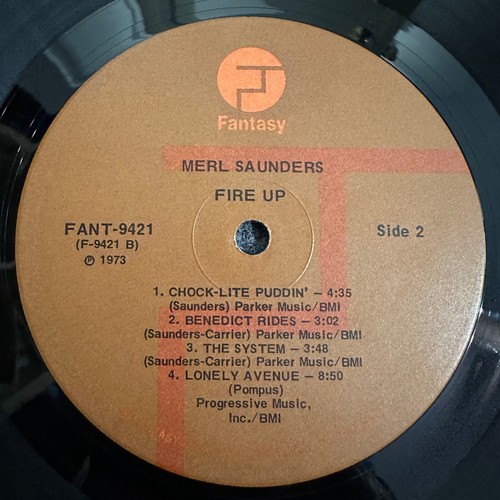 Fantasy
MERL SAUNDERS
FIRE UP
FANT-9421
(F-9421 B)
Ⓟ 1973
Side 2
1. CHOCK-LITE PUDDIN' – 4:35
(Saunders) Parker Music/BMI
2. BENEDICT RIDES – 3:02
(Saunders-Carrier) Parker Music/BMI
3. THE SYSTEM – 3:48
(Saunders-Carrier) Parker Music/BMI
4. LONELY AVENUE – 8:50
(Pompus)
Progressive Music,
Inc./BMI